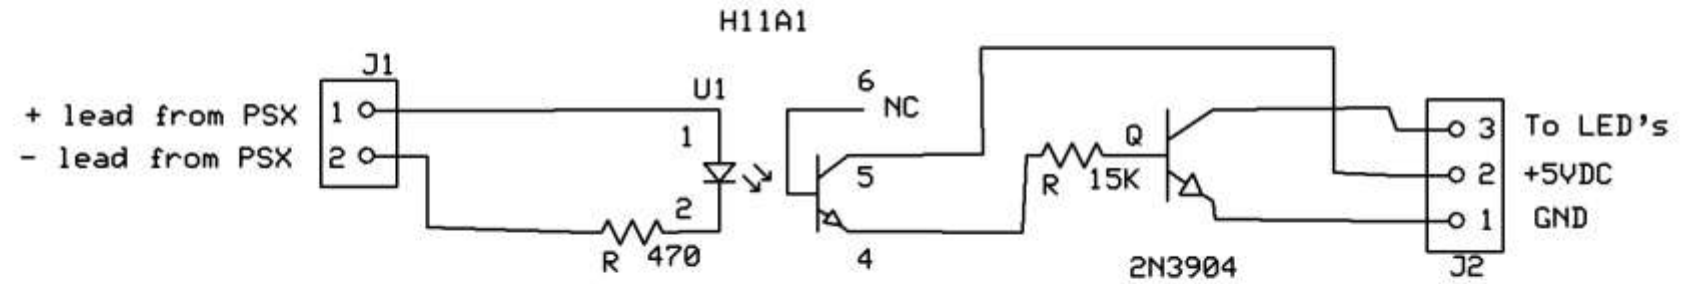 H11A1
J1
+ lead from PSX
1
- lead from PSX
2
U1
1
2
R 470
6
NC
5
4
R 15K
Q
2N3904
3 To LED's
2 +5VDC
1 GND
J2